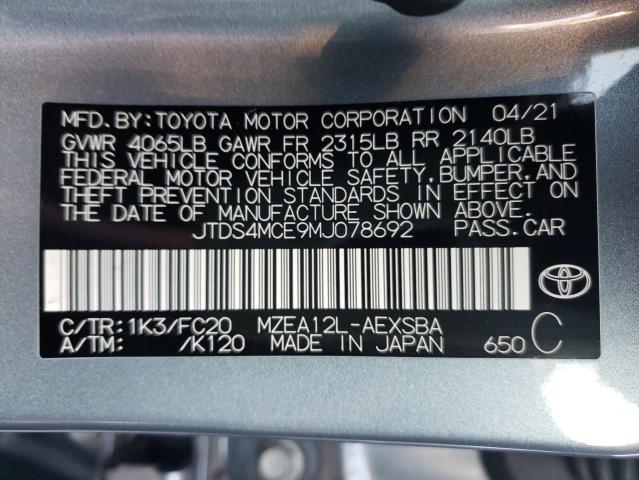 MFD. BY: TOYOTA MOTOR CORPORATION 04/21
GVWR 4065LB GAWR FR 2315LB RR 2140LB
THIS VEHICLE CONFORMS TO ALL APPLICABLE
FEDERAL MOTOR VEHICLE SAFETY, BUMPER, AND
THEFT PREVENTION STANDARDS IN EFFECT ON
THE DATE OF MANUFACTURE SHOWN ABOVE.
JTDS4MCE9MJ078692 PASS.CAR
C/TR: 1K3/FC20 MZEA12L-AEXSBA
A/TM: /K120 MADE IN JAPAN 650 C